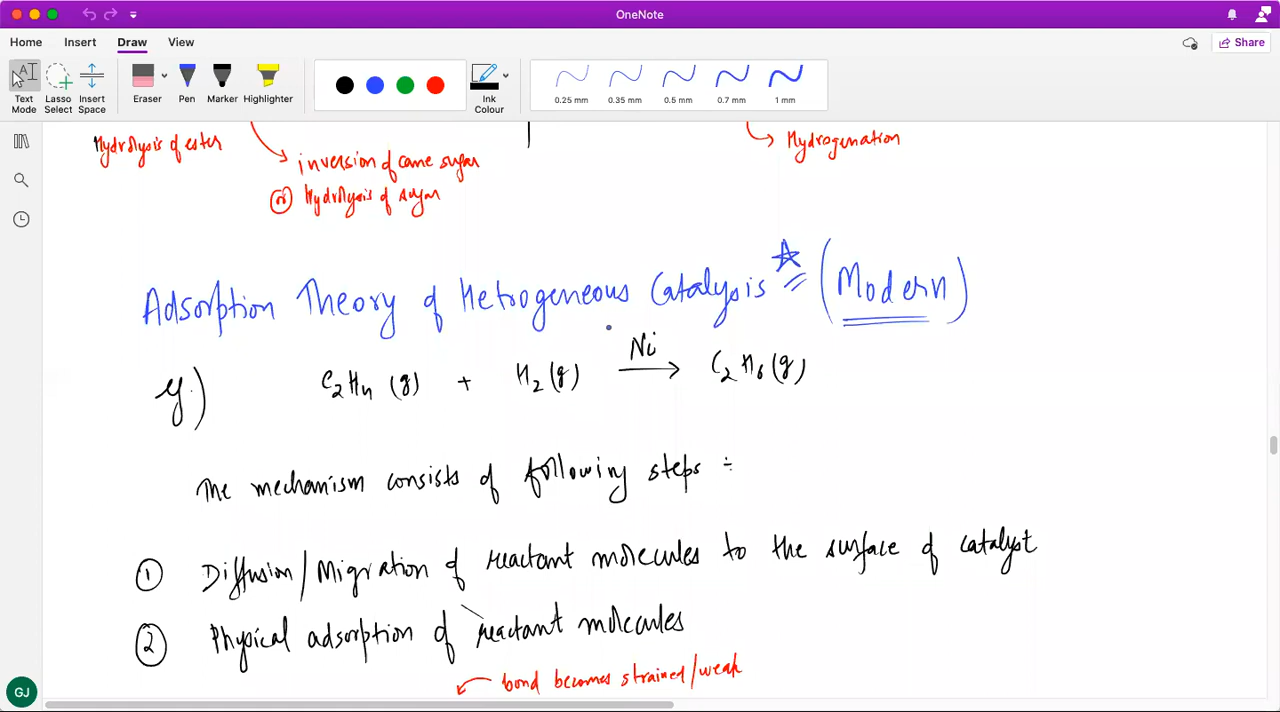 OneNote
Home Insert Draw View
Share
Text Mode
Lasso Select
Insert Space
Eraser
Pen
Marker
Highlighter
Ink Colour
0.25 mm
0.35 mm
0.5 mm
0.7 mm
1 mm
Hydrolysis of ester
inversion of cane sugar
Hydrolysis of sugar
Hydrogenation
Adsorption Theory of Hetrogeneous Catalysis (Modern)
Ni
eg.) C2H4 (g) + H2 (g) → C2H6 (g)
The mechanism consists of following steps ÷
① Diffusion/Migration of reactant molecules to the surface of catalyst
② Physical adsorption of reactant molecules
bond becomes strained/weak
GJ